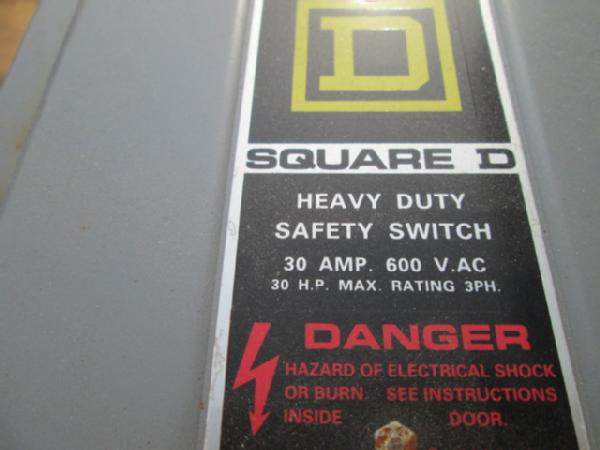 D
SQUARE D
HEAVY DUTY
SAFETY SWITCH
30 AMP. 600 V.AC
30 H.P. MAX. RATING 3PH.
DANGER
HAZARD OF ELECTRICAL SHOCK
OR BURN. SEE INSTRUCTIONS
INSIDE DOOR.